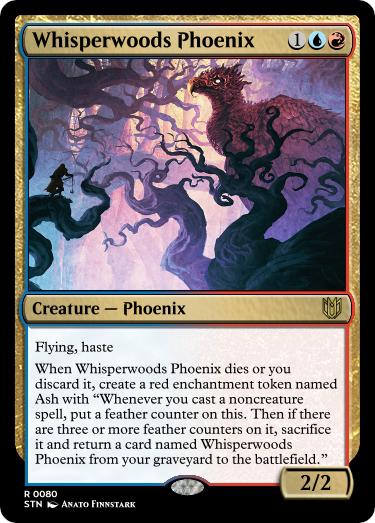 Whisperwoods Phoenix 1
Creature — Phoenix
Flying, haste
When Whisperwoods Phoenix dies or you
discard it, create a red enchantment token named
Ash with “Whenever you cast a noncreature
spell, put a feather counter on this. Then if there
are three or more feather counters on it, sacrifice
it and return a card named Whisperwoods
Phoenix from your graveyard to the battlefield.”
2/2
R 0080
STN Anato Finnstark